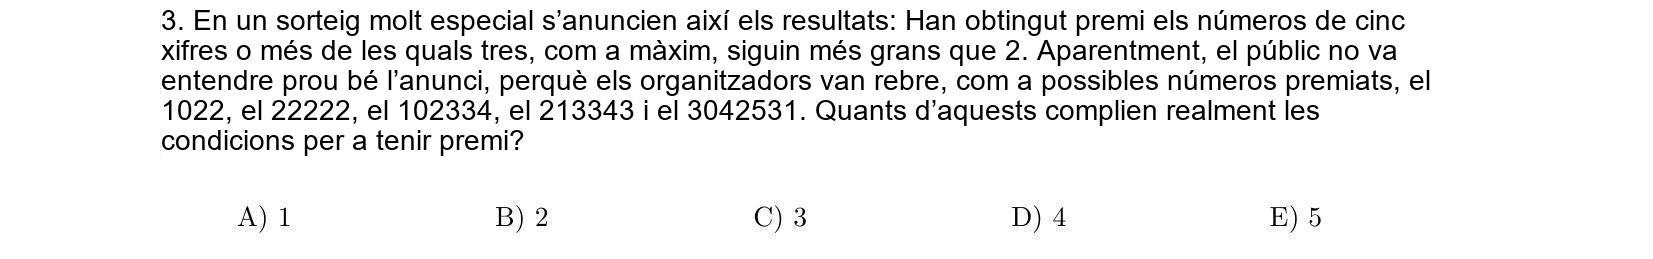 3. En un sorteig molt especial s’anuncien així els resultats: Han obtingut premi els números de cinc
xifres o més de les quals tres, com a màxim, siguin més grans que 2. Aparentment, el públic no va
entendre prou bé l’anunci, perquè els organitzadors van rebre, com a possibles números premiats, el
1022, el 22222, el 102334, el 213343 i el 3042531. Quants d’aquests complien realment les
condicions per a tenir premi?
A) 1 B) 2 C) 3 D) 4 E) 5